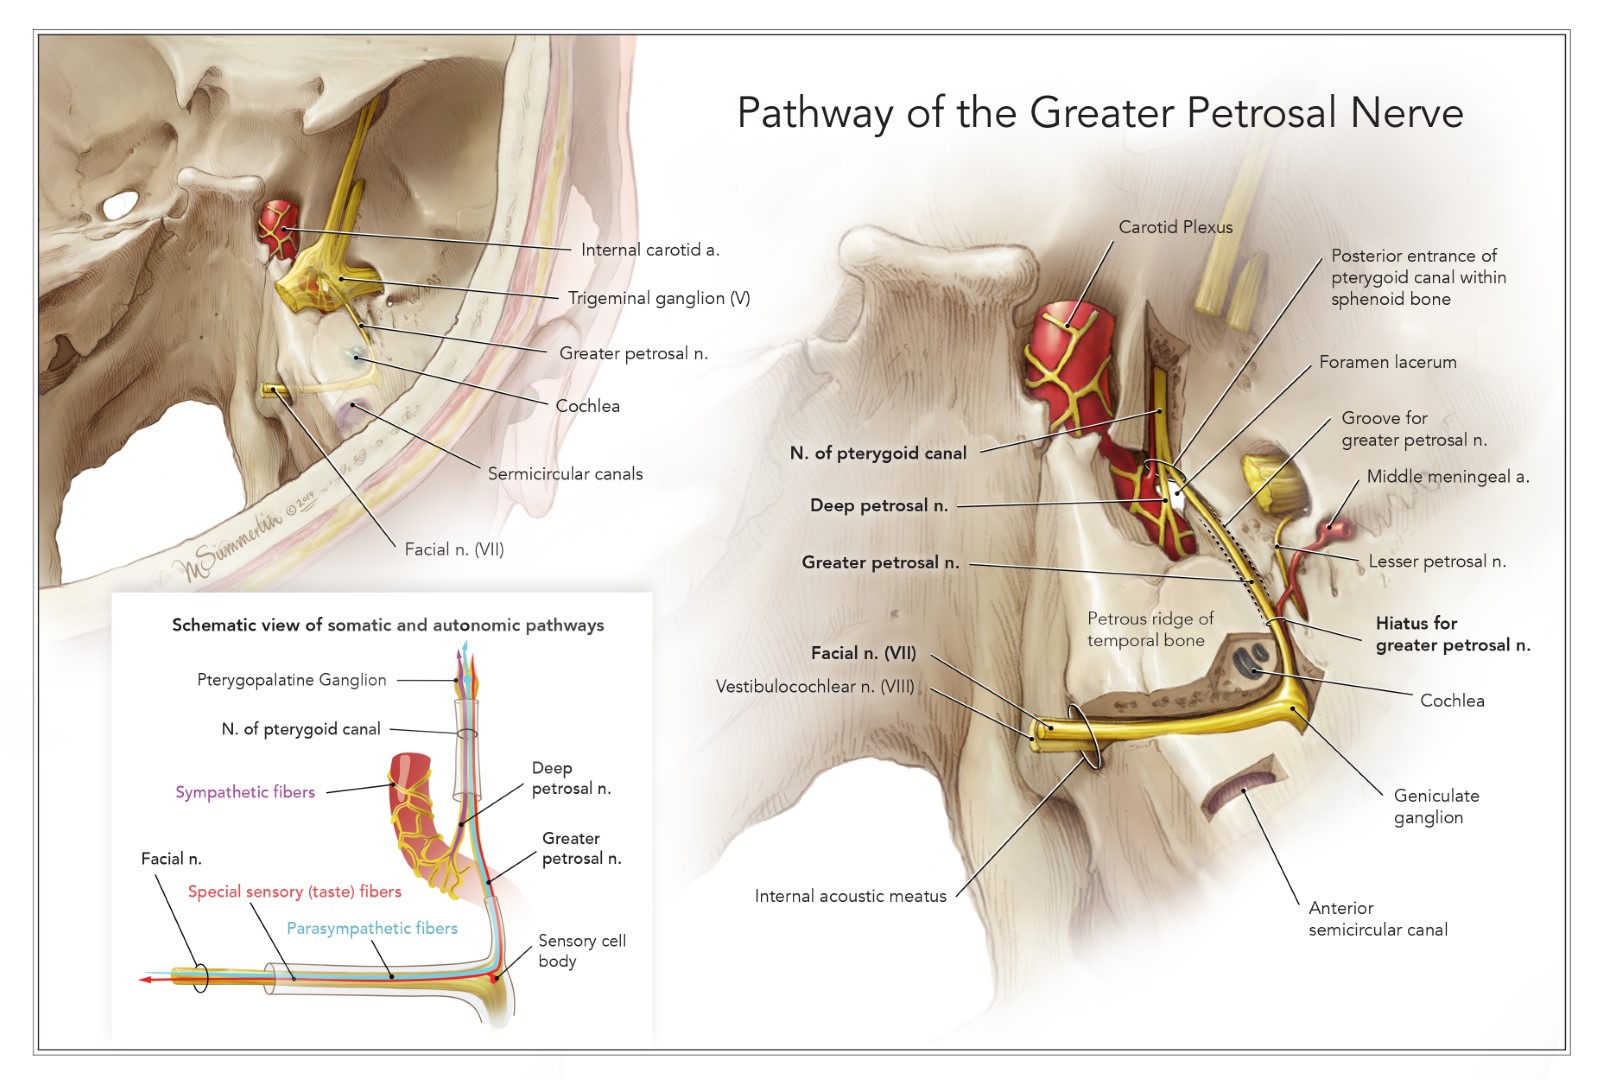 Pathway of the Greater Petrosal Nerve
Internal carotid a.
Trigeminal ganglion (V)
Greater petrosal n.
Cochlea
Sermicircular canals
Facial n. (VII)
MSummerlin © 2019
Carotid Plexus
Posterior entrance of
pterygoid canal within
sphenoid bone
Foramen lacerum
Groove for
greater petrosal n.
Middle meningeal a.
Lesser petrosal n.
Hiatus for
greater petrosal n.
Cochlea
Geniculate
ganglion
Anterior
semicircular canal
N. of pterygoid canal
Deep petrosal n.
Greater petrosal n.
Petrous ridge of
temporal bone
Facial n. (VII)
Vestibulocochlear n. (VIII)
Internal acoustic meatus
Schematic view of somatic and autonomic pathways
Pterygopalatine Ganglion
N. of pterygoid canal
Sympathetic fibers
Deep
petrosal n.
Greater
petrosal n.
Facial n.
Special sensory (taste) fibers
Parasympathetic fibers
Sensory cell
body